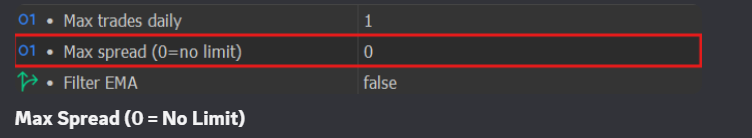 01 • Max trades daily 1
01 • Max spread (0=no limit) 0
• Filter EMA false
Max Spread (0 = No Limit)